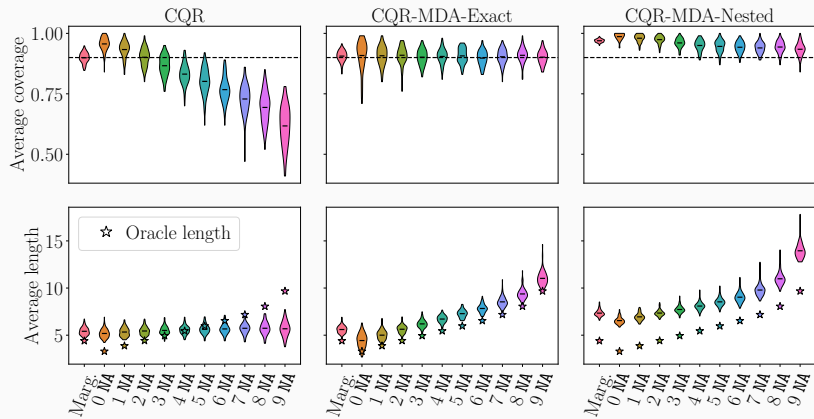 CQR
CQR-MDA-Exact
CQR-MDA-Nested
Average coverage
1.00
0.75
0.50
Average length
15
10
5
Oracle length
Marg.
0 NA
1 NA
2 NA
3 NA
4 NA
5 NA
6 NA
7 NA
8 NA
9 NA
Marg.
0 NA
1 NA
2 NA
3 NA
4 NA
5 NA
6 NA
7 NA
8 NA
9 NA
Marg.
0 NA
1 NA
2 NA
3 NA
4 NA
5 NA
6 NA
7 NA
8 NA
9 NA